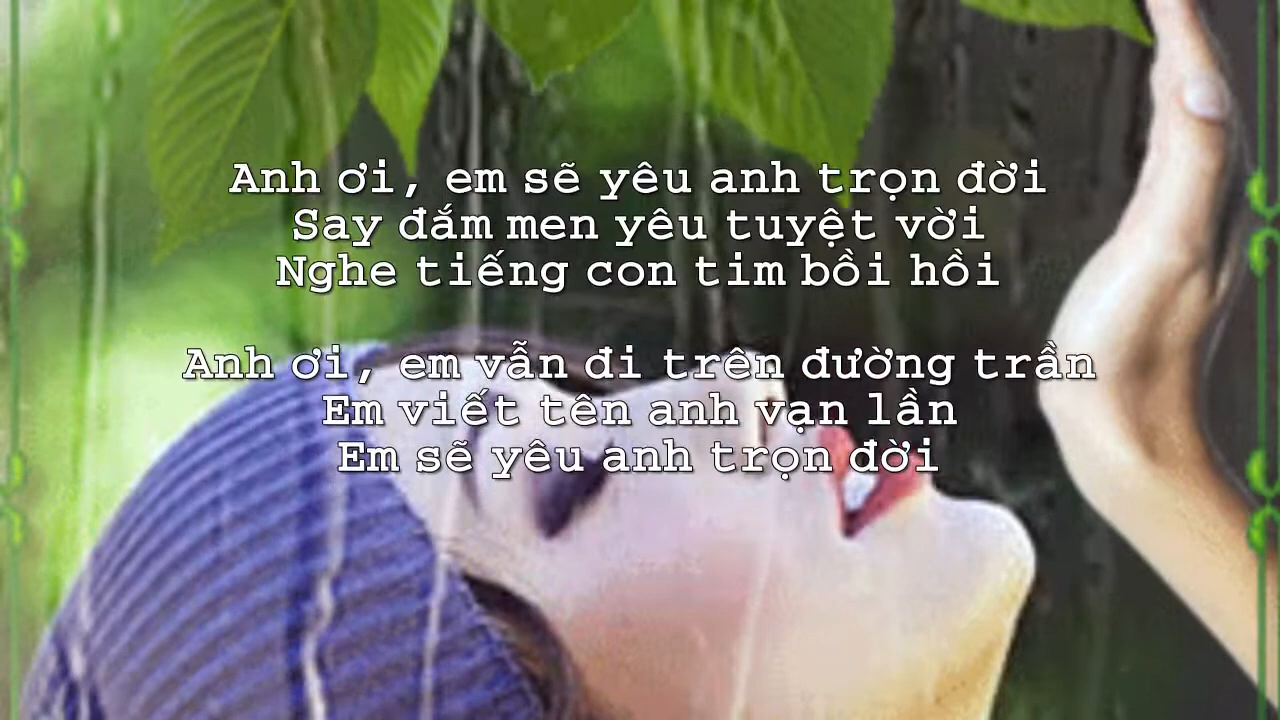 Anh ơi, em sẽ yêu anh trọn đời
Say đắm men yêu tuyệt vời
Nghe tiếng con tim bồi hồi
Anh ơi, em vẫn đi trên đường trần
Em viết tên anh vạn lần
Em sẽ yêu anh trọn đời